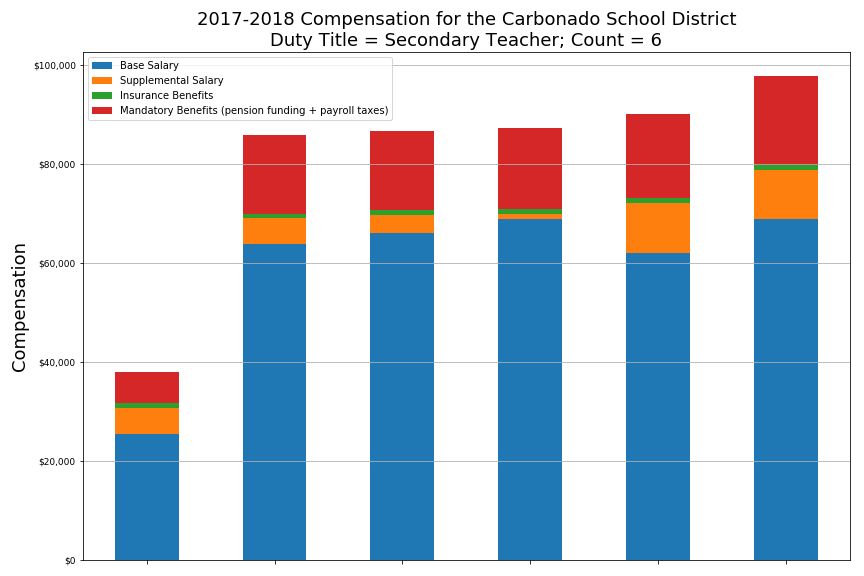 2017-2018 Compensation for the Carbonado School District
Duty Title = Secondary Teacher; Count = 6
Base Salary
Supplemental Salary
Insurance Benefits
Mandatory Benefits (pension funding + payroll taxes)
Compensation
$100,000
$80,000
$60,000
$40,000
$20,000
$0